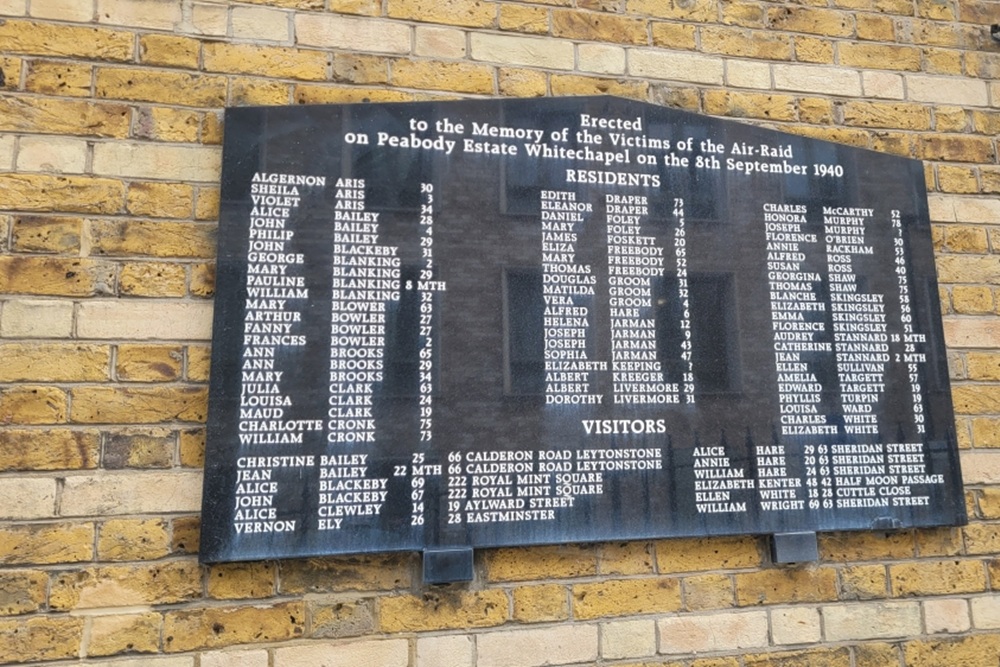 Erected
to the Memory of the Victims of the Air-Raid
on Peabody Estate Whitechapel on the 8th September 1940
RESIDENTS
ALGERNON ARIS 30
SHEILA ARIS 3
VIOLET ARIS 34
ALICE BAILEY 28
JOHN BAILEY 4
PHILIP BAILEY 29
JOHN BLACKEBY 31
GEORGE BLANKING 2
MARY BLANKING 29
PAULINE BLANKING 8 MTH
WILLIAM BLANKING 32
MARY BLOWER 63
ARTHUR BOWLER 27
FANNY BOWLER 27
FRANCES BOWLER 2
ANN BROOKS 65
ANN BROOKS 29
MARY BROOKS 34
JULIA CLARK 63
LOUISA CLARK 24
MAUD CLARK 19
CHARLOTTE CRONK 75
WILLIAM CRONK 73
EDITH DRAPER 73
ELEANOR DRAPER 44
DANIEL FOLEY 5
MARY FOLEY 26
JAMES FOSKETT 20
ELIZA FREEBODY 65
MARY FREEBODY 52
THOMAS FREEBODY 24
DOUGLAS GROOM 31
MATILDA GROOM 32
VERA GROOM 4
ALFRED HARE 6
HELENA JARMAN 12
JOSEPH JARMAN 9
JOSEPH JARMAN 43
SOPHIA JARMAN 47
ELIZABETH KEEPING ?
ALBERT KREEGER 18
ALBERT LIVERMORE 29
DOROTHY LIVERMORE 31
CHARLES McCARTHY 52
HONORA MURPHY 78
JOSEPH MURPHY ?
FLORENCE O'BRIEN 30
ANNIE RACKHAM 53
ALFRED ROSS 46
SUSAN ROSS 40
GEORGINA SHAW 75
THOMAS SHAW 75
BLANCHE SKINGSLEY 58
ELIZABETH SKINGSLEY 56
EMMA SKINGSLEY 60
FLORENCE SKINGSLEY 51
AUDREY STANNARD 18 MTH
CATHERINE STANNARD 28
JEAN STANNARD 2 MTH
ELLEN SULLIVAN 55
AMELIA TARGETT 57
EDWARD TARGETT 19
PHYLLIS TURPIN 19
LOUISA WARD 63
CHARLES WHITE 30
ELIZABETH WHITE 31
VISITORS
CHRISTINE BAILEY 25 66 CALDERON ROAD LEYTONSTONE
JEAN BAILEY 22 MTH 66 CALDERON ROAD LEYTONSTONE
ALICE BLACKEBY 69 222 ROYAL MINT SQUARE
JOHN BLACKEBY 67 222 ROYAL MINT SQUARE
ALICE CLEWLEY 14 19 AYLWARD STREET
VERNON ELY 26 28 EASTMINSTER
ALICE HARE 29 63 SHERIDAN STREET
ANNIE HARE 20 63 SHERIDAN STREET
WILLIAM HARE 24 63 SHERIDAN STREET
ELIZABETH KENTER 48 42 HALF MOON PASSAGE
ELLEN WHITE 18 28 CUTTLE CLOSE
WILLIAM WRIGHT 69 63 SHERIDAN STREET